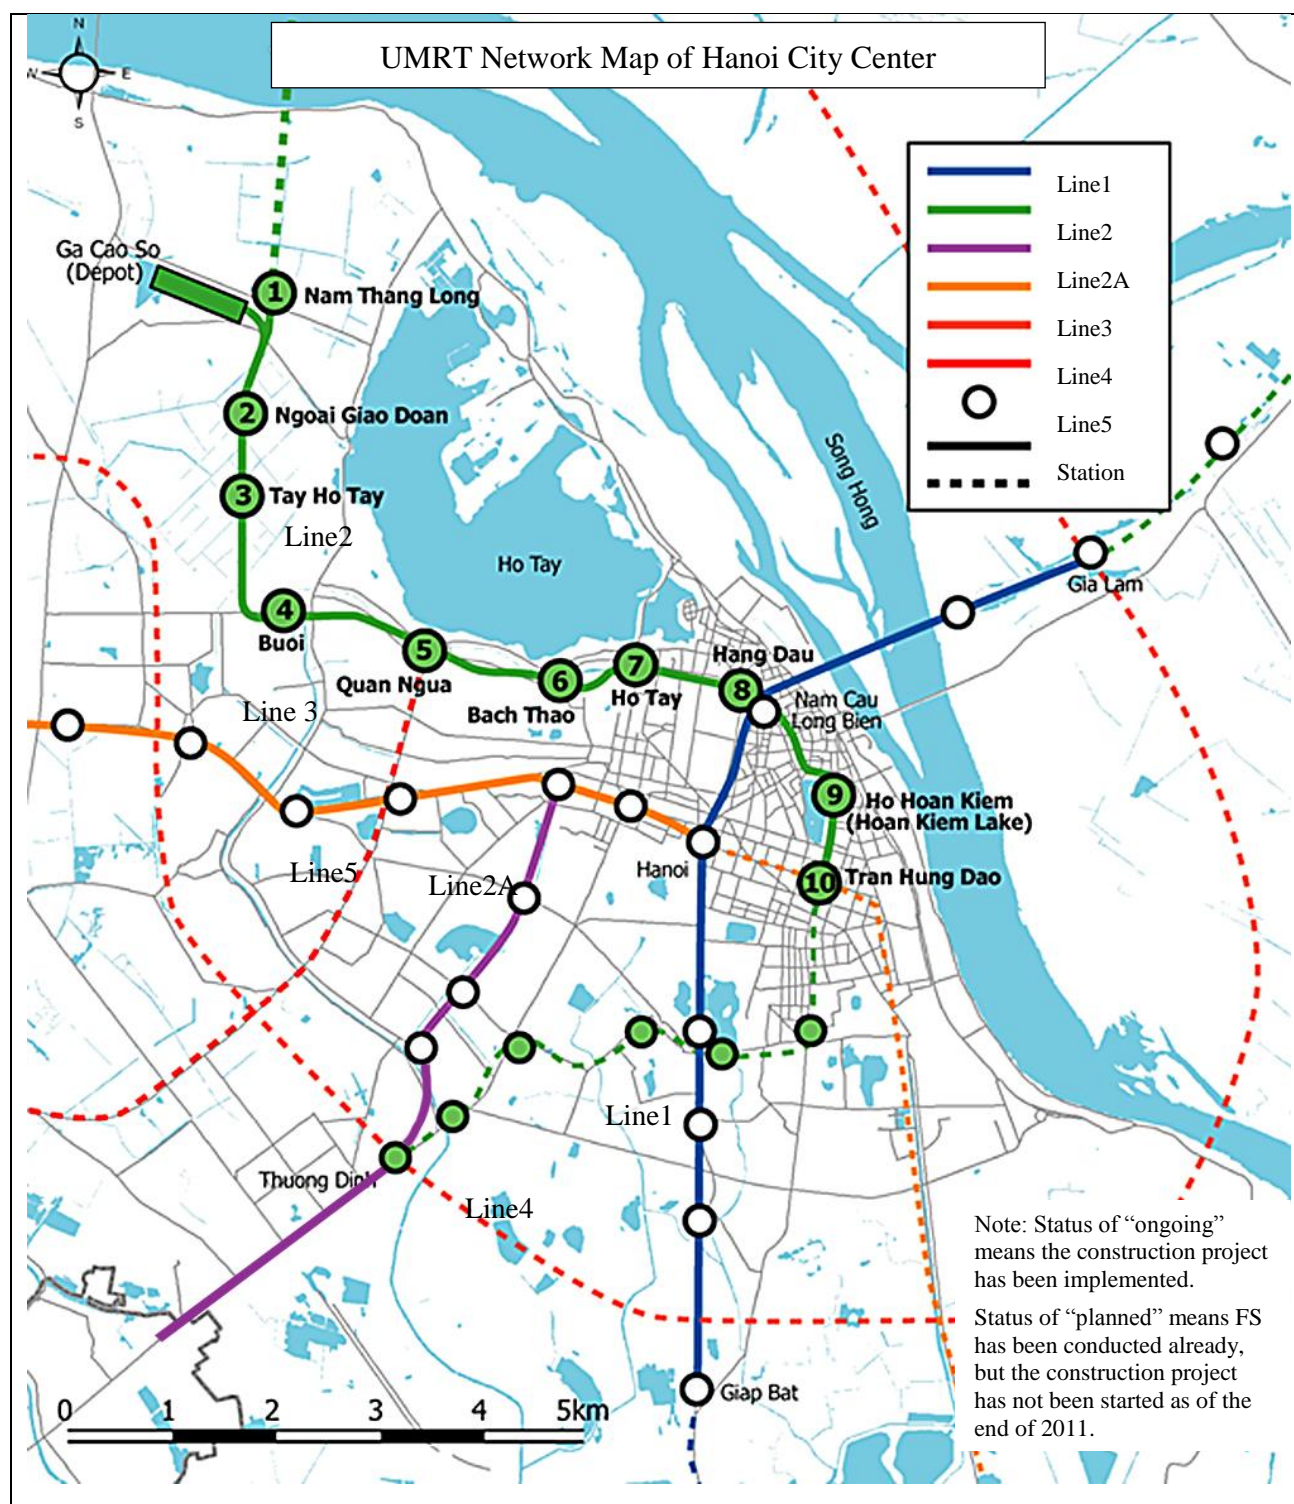 UMRT Network Map of Hanoi City Center
N
W
E
S
Line1
Line2
Line2A
Line3
Line4
Line5
Station
Ga Cao So
(Depot)
1
Nam Thang Long
2
Ngoai Giao Doan
3
Tay Ho Tay
Line2
Song Hong
Ho Tay
Gia Lam
4
Buoi
5
Quan Ngua
6
Bach Thao
7
Ho Tay
Hang Dau
8
Nam Cau
Long Bien
Line 3
9
Ho Hoan Kiem
(Hoan Kiem Lake)
Hanoi
10
Tran Hung Dao
Line5
Line2A
Line1
Thuong Dinh
Line4
Giap Bat
0 1 2 3 4 5km
Note: Status of “ongoing”
means the construction project
has been implemented.
Status of “planned” means FS
has been conducted already,
but the construction project
has not been started as of the
end of 2011.